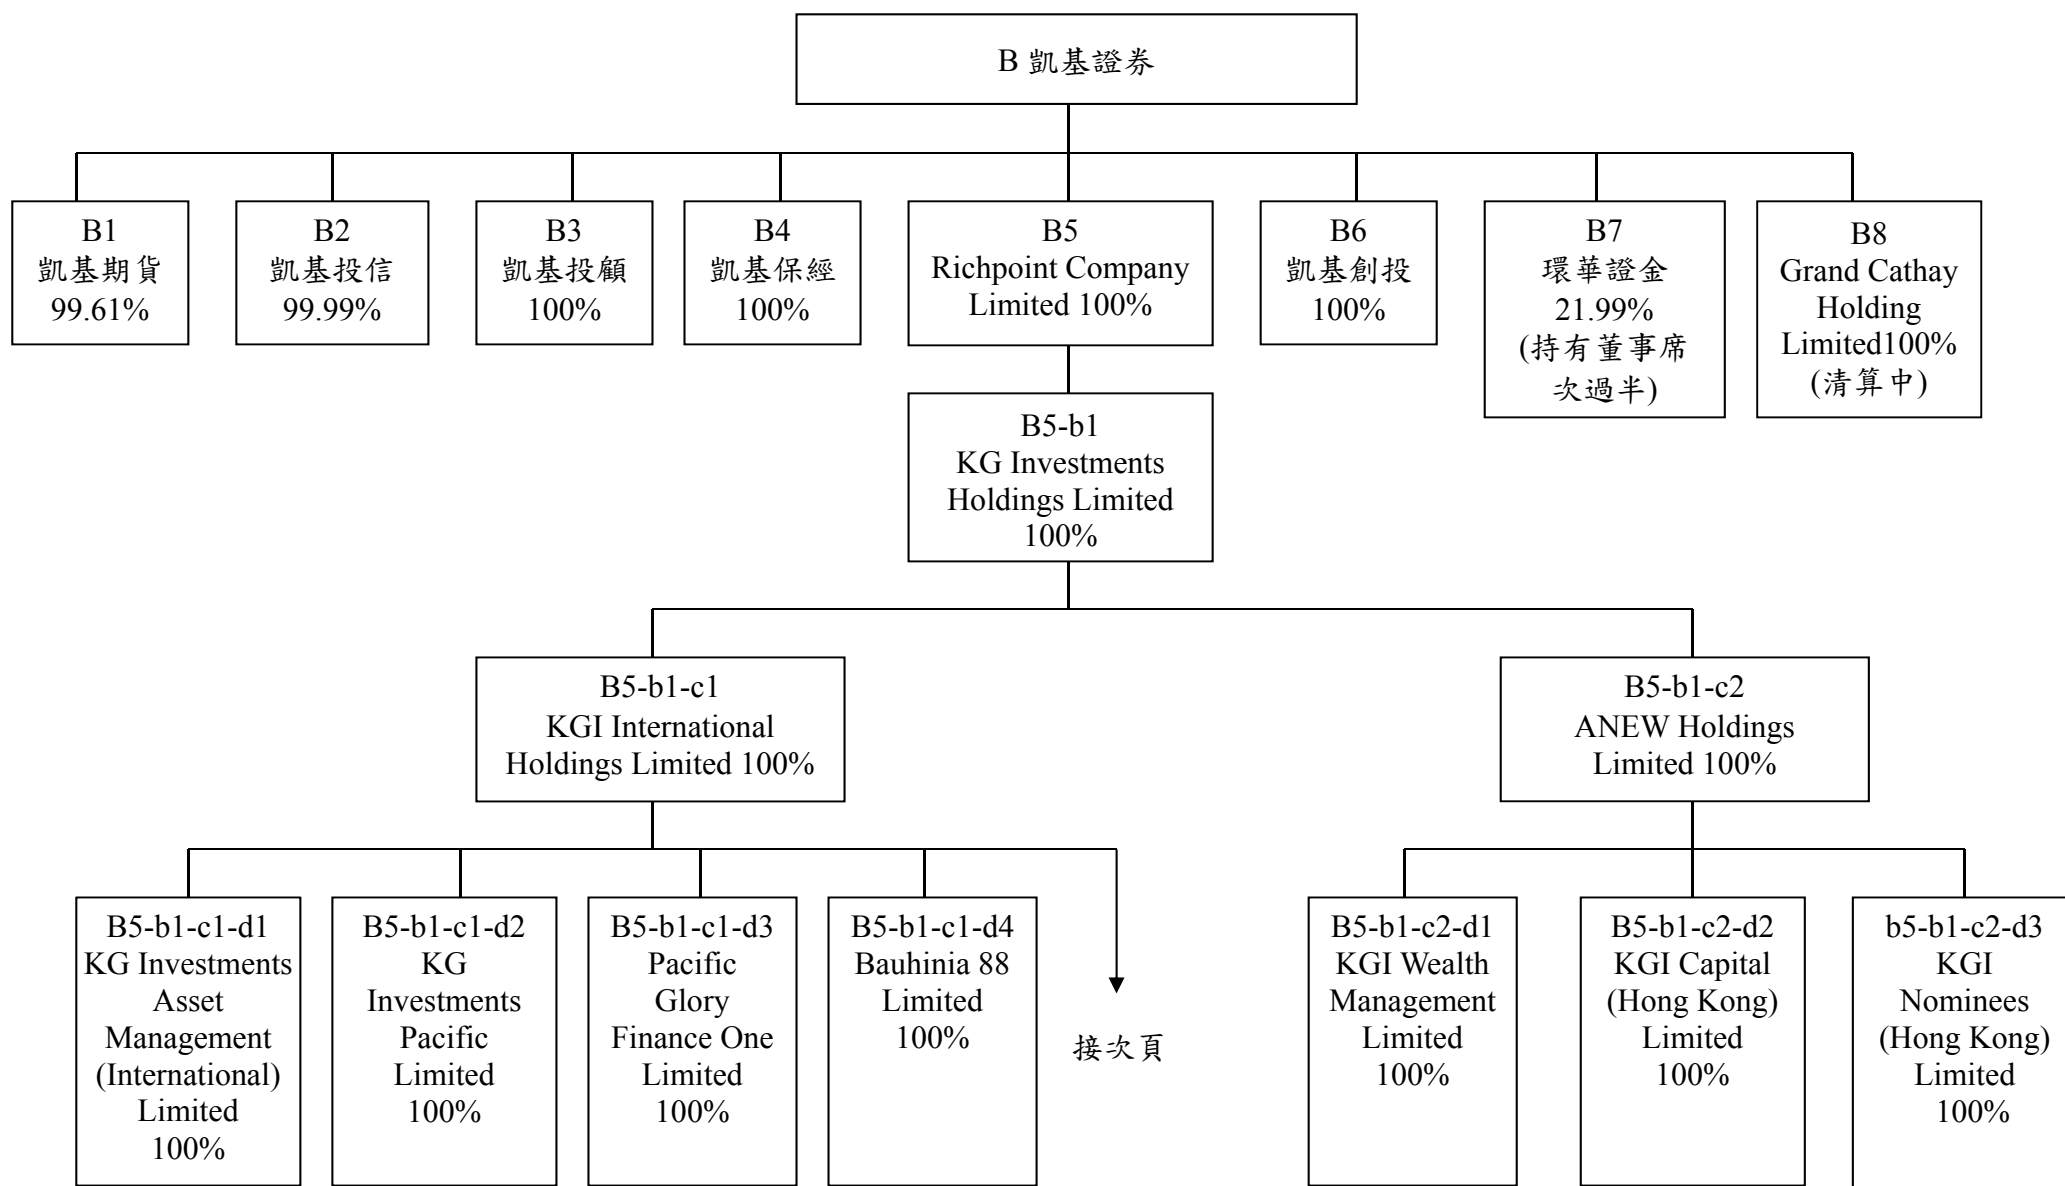 B 凱基證券
B1
凱基期貨
99.61%
B2
凱基投信
99.99%
B3
凱基投顧
100%
B4
凱基保經
100%
B5
Richpoint Company
Limited 100%
B6
凱基創投
100%
B7
環華證金
21.99%
(持有董事席
次過半)
B8
Grand Cathay
Holding
Limited100%
(清算中)
B5-b1
KG Investments
Holdings Limited
100%
B5-b1-c1
KGI International
Holdings Limited 100%
B5-b1-c2
ANEW Holdings
Limited 100%
B5-b1-c1-d1
KG Investments
Asset
Management
(International)
Limited
100%
B5-b1-c1-d2
KG
Investments
Pacific
Limited
100%
B5-b1-c1-d3
Pacific
Glory
Finance One
Limited
100%
B5-b1-c1-d4
Bauhinia 88
Limited
100%
接次頁
B5-b1-c2-d1
KGI Wealth
Management
Limited
100%
B5-b1-c2-d2
KGI Capital
(Hong Kong)
Limited
100%
b5-b1-c2-d3
KGI
Nominees
(Hong Kong)
Limited
100%